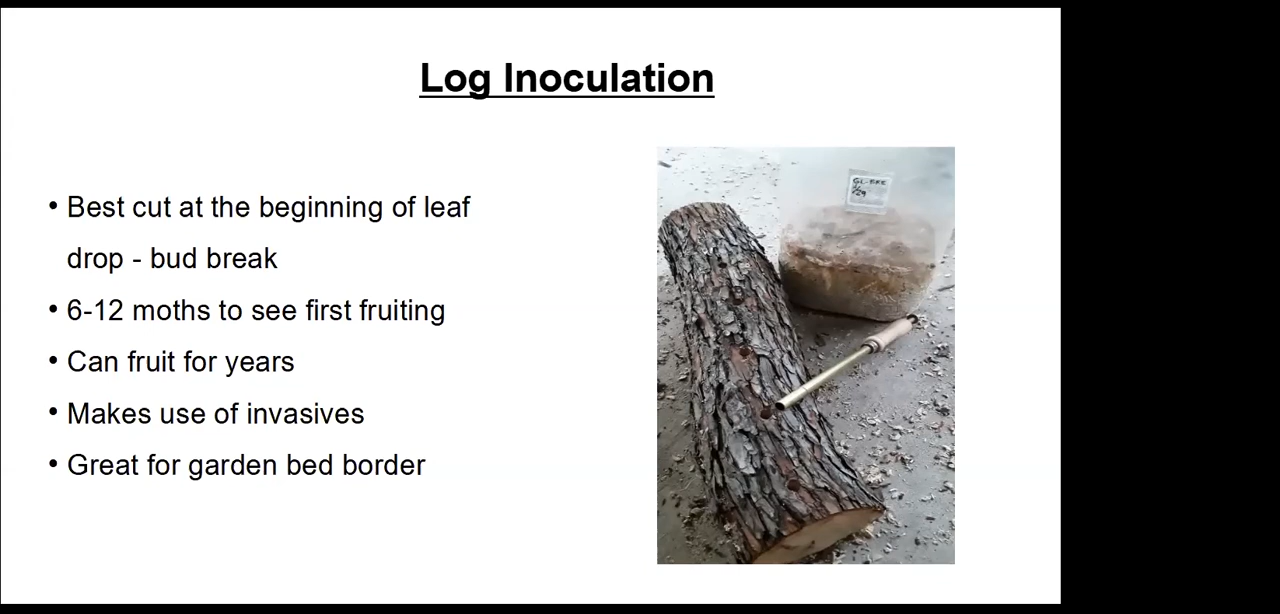 Log Inoculation
• Best cut at the beginning of leaf
drop - bud break
• 6-12 moths to see first fruiting
• Can fruit for years
• Makes use of invasives
• Great for garden bed border